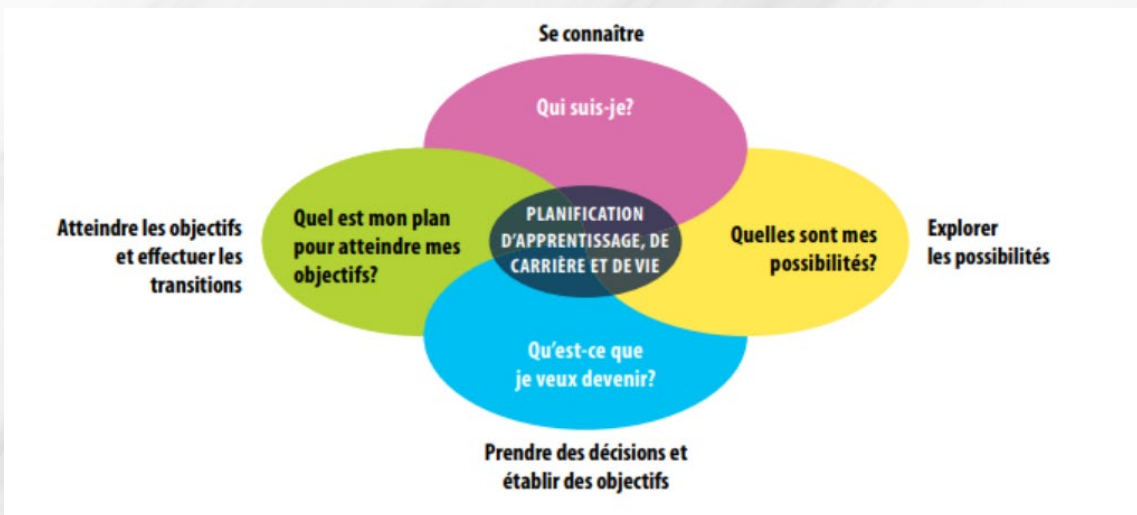 Se connaître
Qui suis-je?
Atteindre les objectifs
et effectuer les
transitions
Quel est mon plan
pour atteindre mes
objectifs?
PLANIFICATION
D'APPRENTISSAGE, DE
CARRIÈRE ET DE VIE
Quelles sont mes
possibilités?
Explorer
les possibilités
Qu'est-ce que
je veux devenir?
Prendre des décisions et
établir des objectifs